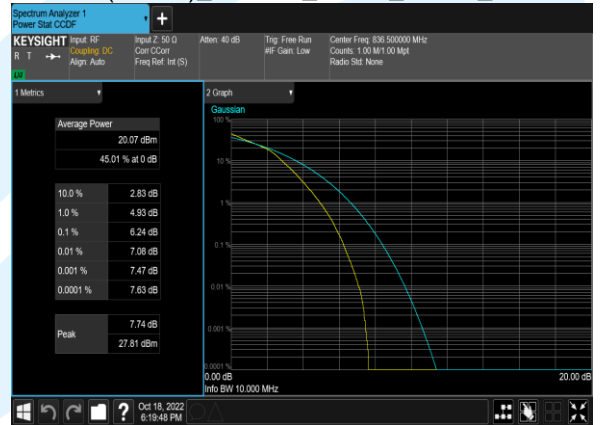 Spectrum Analyzer 1
Power Stat CCDF
KEYSIGHT
R T
Input: RF
Coupling: DC
Align: Auto
Input Z: 50 Ω
Corr CCorr
Freq Ref: Int (S)
Atten: 40 dB
Trig: Free Run
#IF Gain: Low
Center Freq: 836.500000 MHz
Counts: 1.00 M/1.00 Mpt
Radio Std: None
1 Metrics
Average Power
20.07 dBm
45.01 % at 0 dB
10.0 % 2.83 dB
1.0 % 4.93 dB
0.1 % 6.24 dB
0.01 % 7.08 dB
0.001 % 7.47 dB
0.0001 % 7.63 dB
Peak
7.74 dB
27.81 dBm
2 Graph
Gaussian
100 %
10 %
1 %
0.1 %
0.01 %
0.001 %
0.0001 %
0.00 dB 20.00 dB
Info BW 10.000 MHz
?
Oct 18, 2022
6:19:48 PM